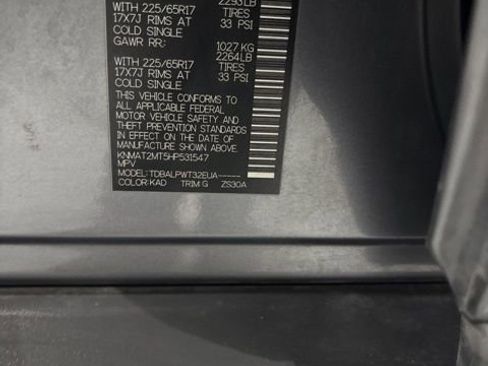 2293LB
WITH 225/65R17 TIRES
17X7J RIMS AT 33 PSI
COLD SINGLE
GAWR RR: 1027 KG
2264LB
WITH 225/65R17 TIRES
17X7J RIMS AT 33 PSI
COLD SINGLE
THIS VEHICLE CONFORMS TO
ALL APPLICABLE FEDERAL
MOTOR VEHICLE SAFETY AND
THEFT PREVENTION STANDARDS
IN EFFECT ON THE DATE OF
MANUFACTURE SHOWN ABOVE.
KNMAT2MT5HP531547
MPV
MODEL: TDBALPWT32EUA-----
COLOR: KAD TRIM: G ZS30A